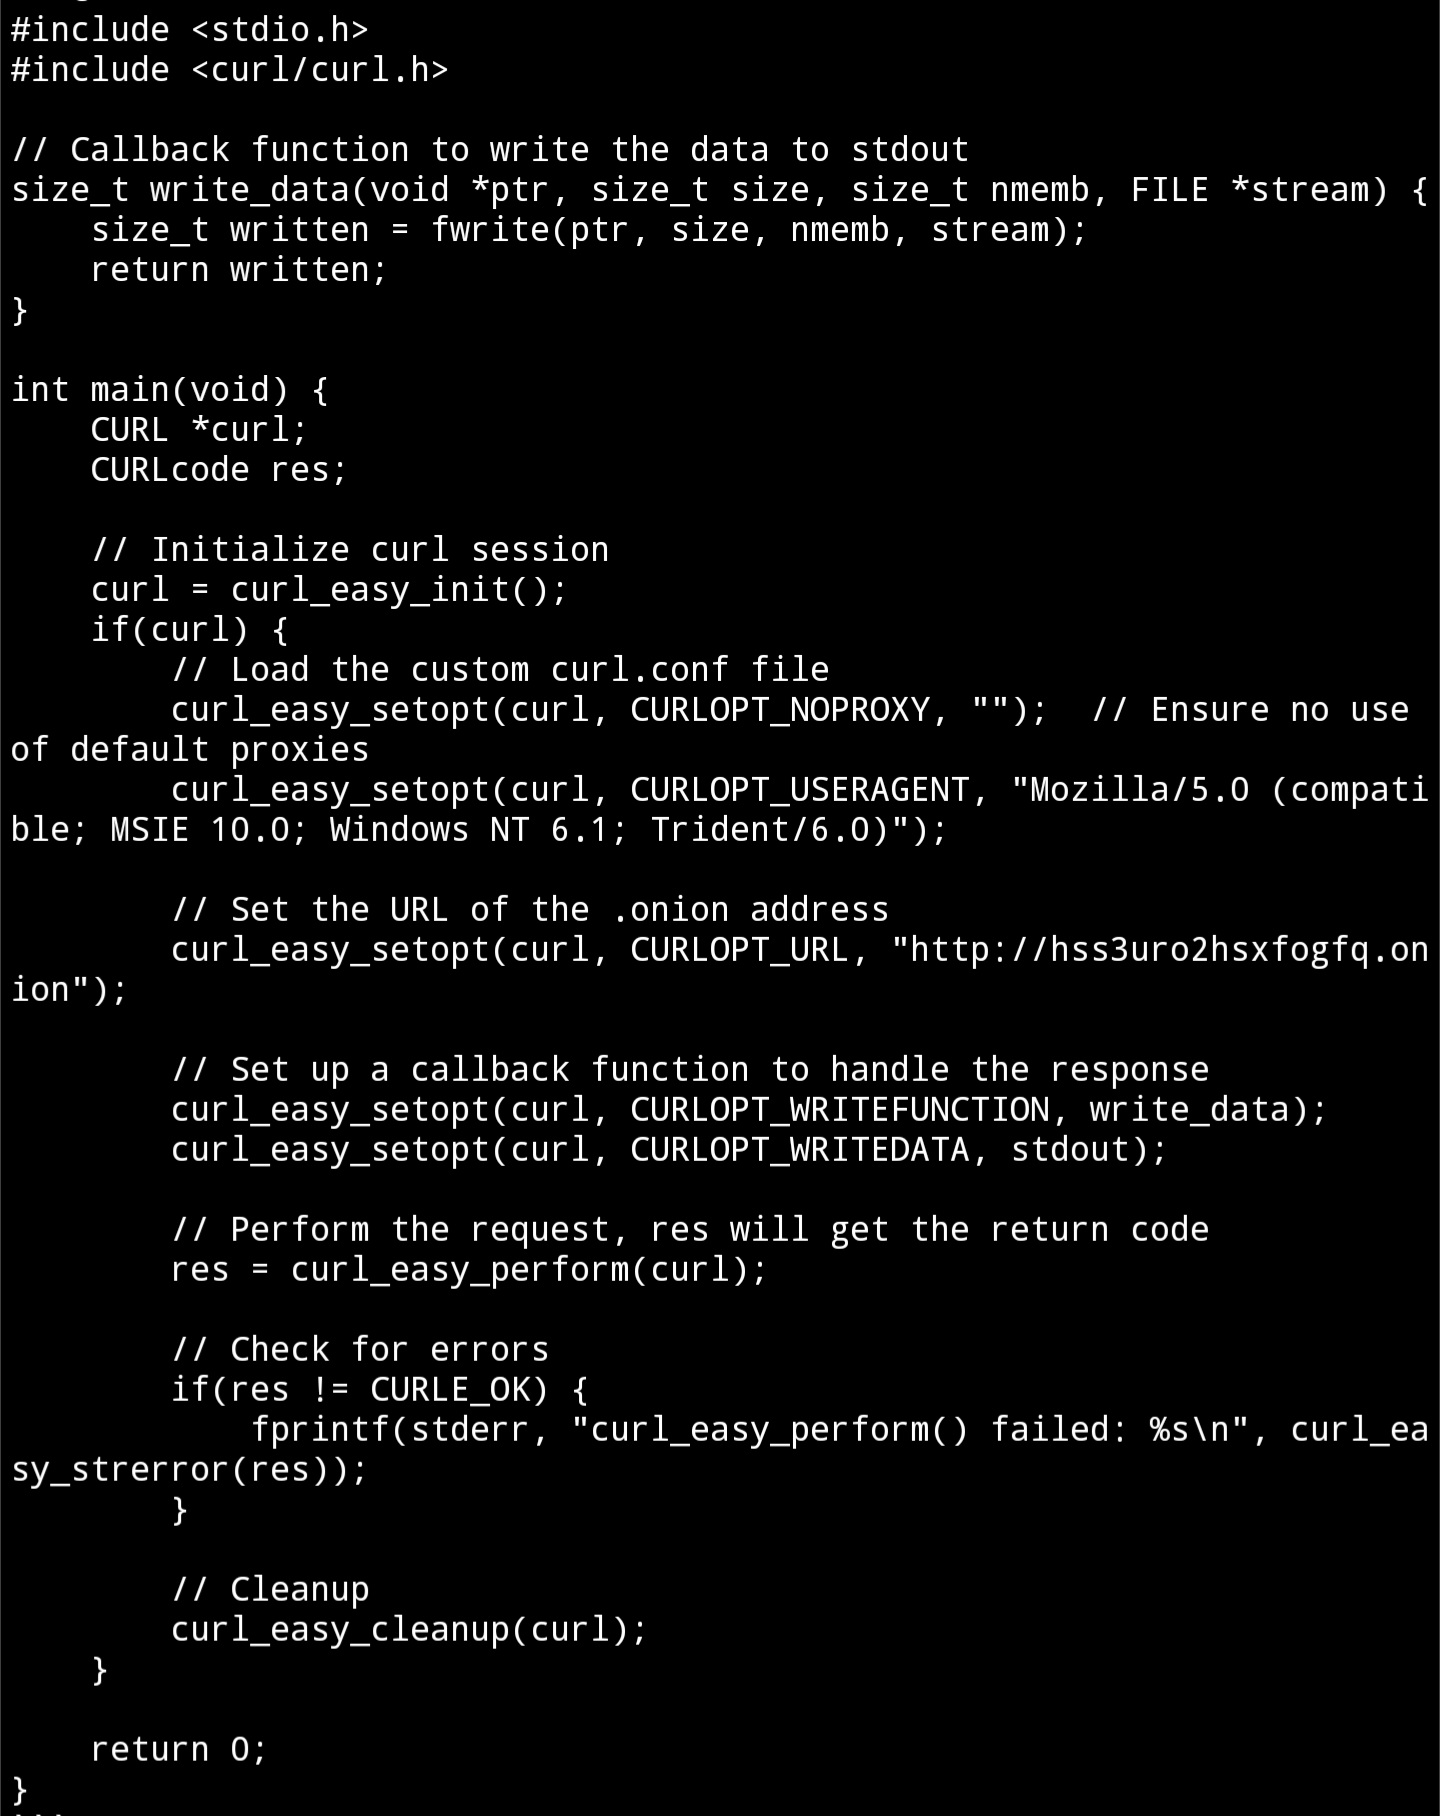 #include <stdio.h>
#include <curl/curl.h>
// Callback function to write the data to stdout
size_t write_data(void *ptr, size_t size, size_t nmemb, FILE *stream) {
    size_t written = fwrite(ptr, size, nmemb, stream);
    return written;
}
int main(void) {
    CURL *curl;
    CURLcode res;
    // Initialize curl session
    curl = curl_easy_init();
    if(curl) {
        // Load the custom curl.conf file
        curl_easy_setopt(curl, CURLOPT_NOPROXY, "");  // Ensure no use
of default proxies
        curl_easy_setopt(curl, CURLOPT_USERAGENT, "Mozilla/5.0 (compati
ble; MSIE 10.0; Windows NT 6.1; Trident/6.0)");
        // Set the URL of the .onion address
        curl_easy_setopt(curl, CURLOPT_URL, "http://hss3uro2hsxfogfq.on
ion");
        // Set up a callback function to handle the response
        curl_easy_setopt(curl, CURLOPT_WRITEFUNCTION, write_data);
        curl_easy_setopt(curl, CURLOPT_WRITEDATA, stdout);
        // Perform the request, res will get the return code
        res = curl_easy_perform(curl);
        // Check for errors
        if(res != CURLE_OK) {
            fprintf(stderr, "curl_easy_perform() failed: %s\n", curl_ea
sy_strerror(res));
        }
        // Cleanup
        curl_easy_cleanup(curl);
    }
    return 0;
}